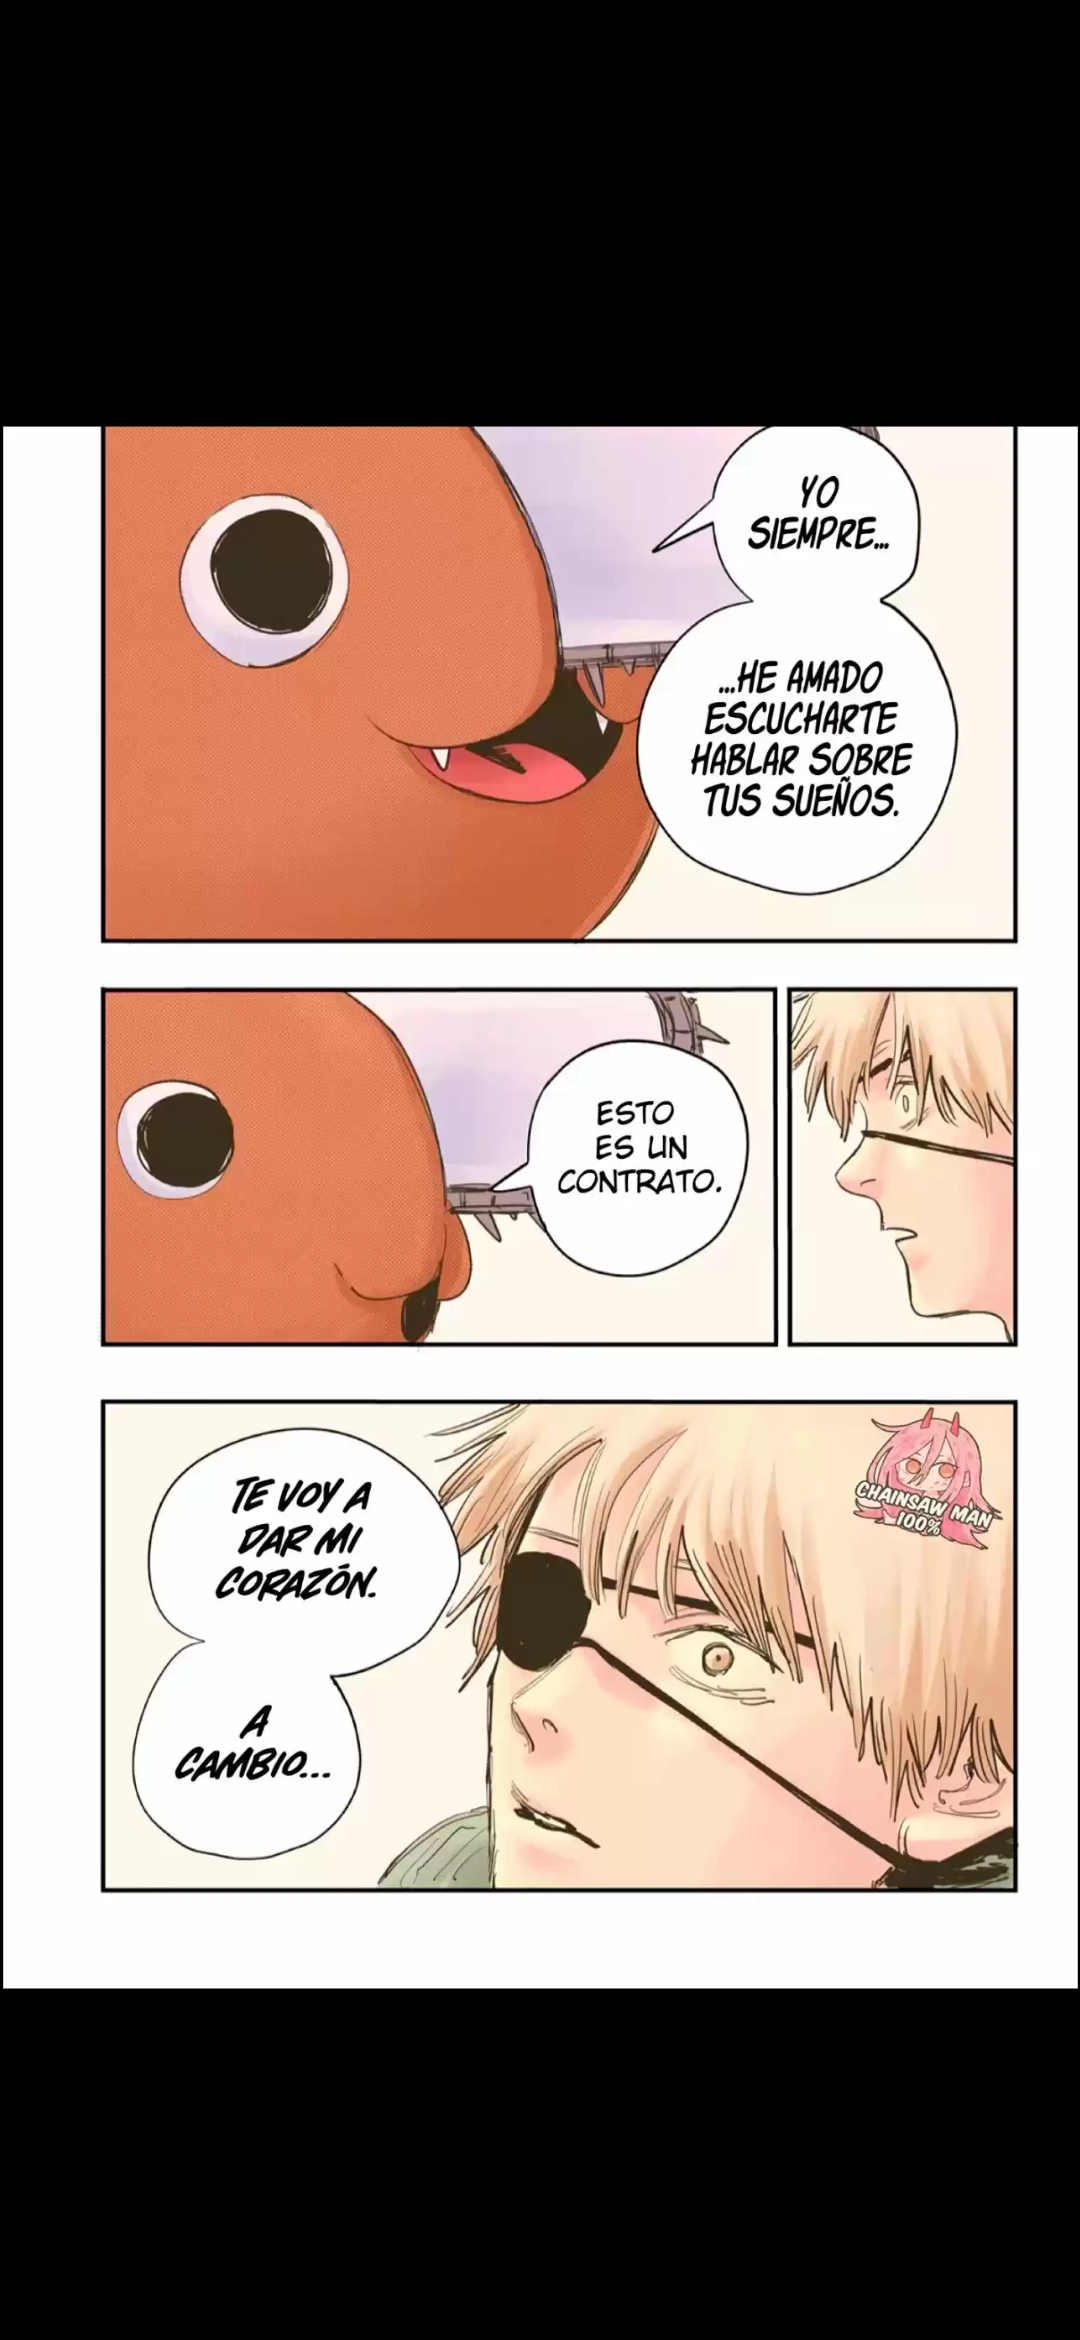 YO
SIEMPRE...
...HE AMADO
ESCUCHARTE
HABLAR SOBRE
TUS SUEÑOS.
ESTO
ES UN
CONTRATO.
TE VOY A
DAR MI
CORAZÓN.
A
CAMBIO...
CHAINSAW MAN
100%